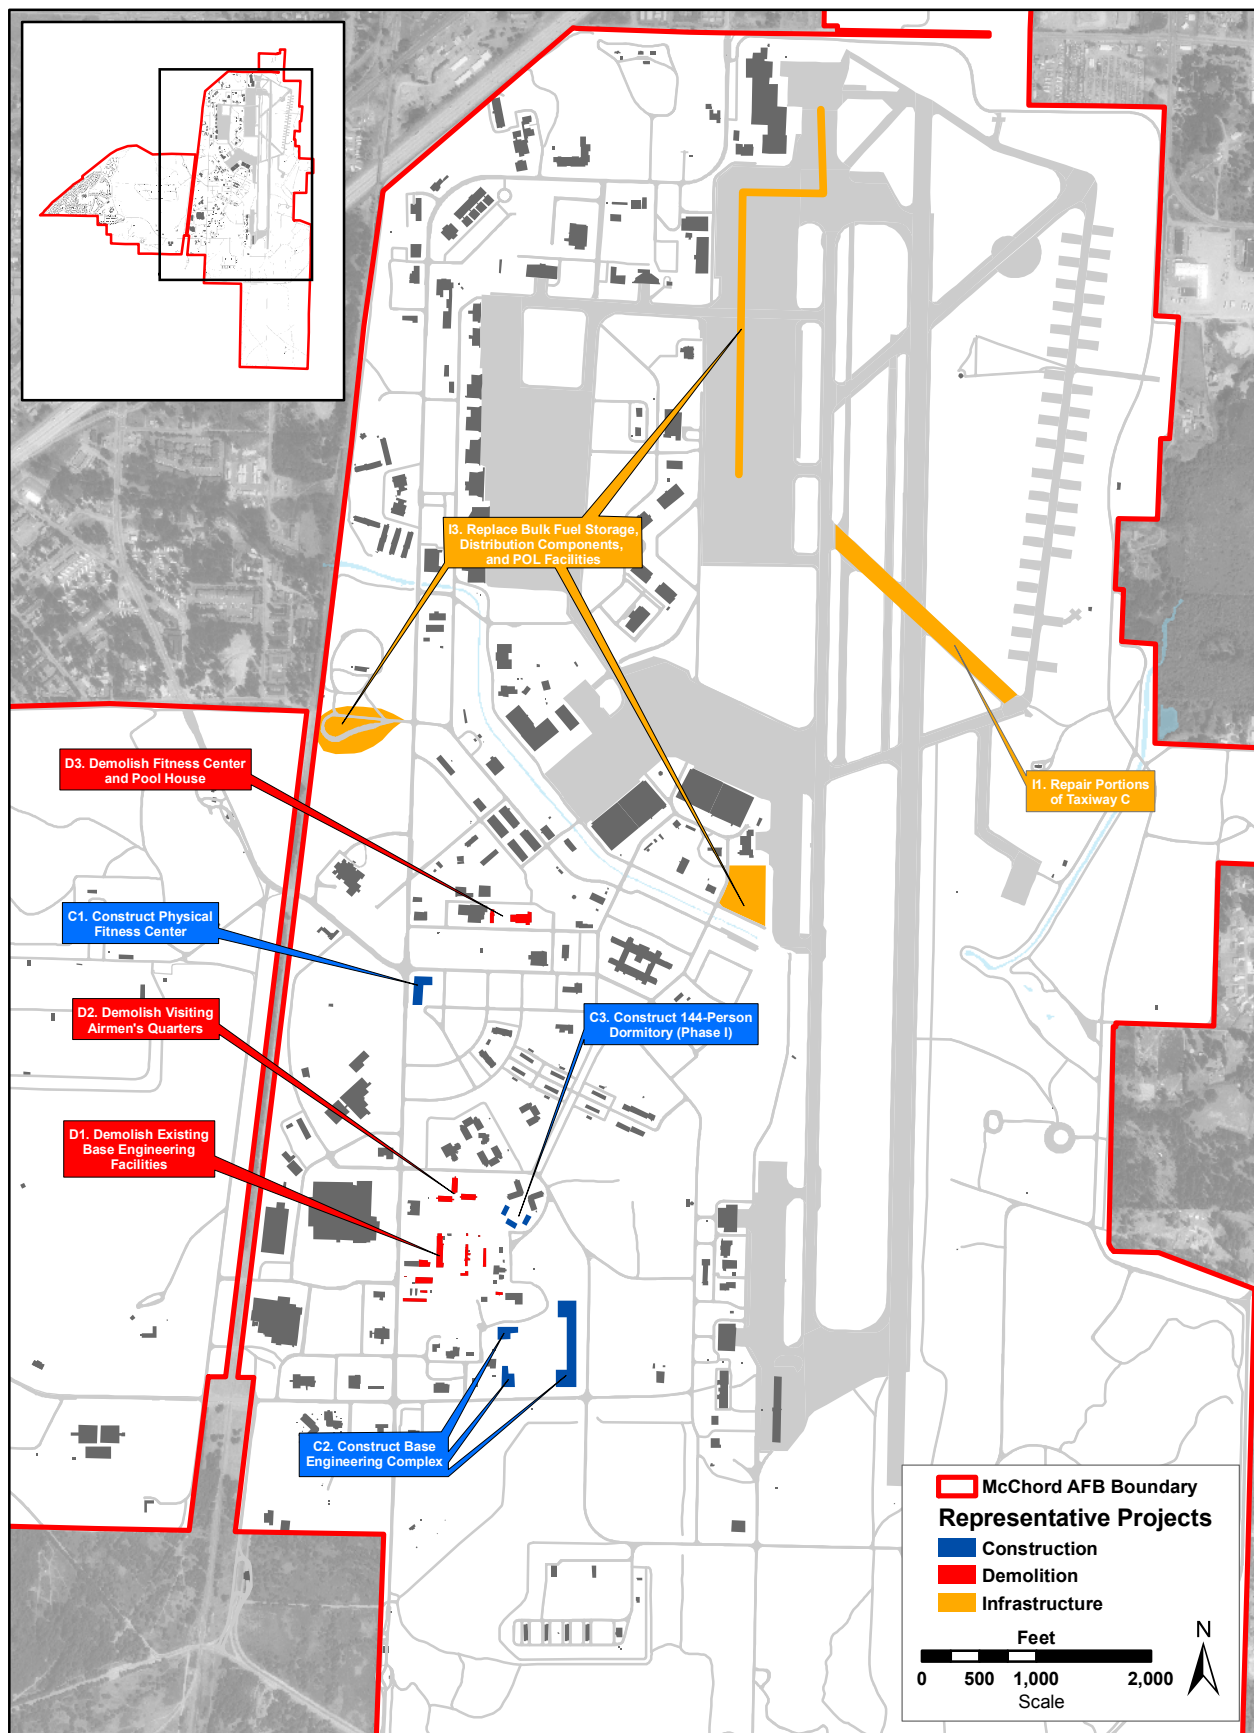 I3. Replace Bulk Fuel Storage,
Distribution Components,
and POL Facilities
D3. Demolish Fitness Center
and Pool House
I1. Repair Portions
of Taxiway C
C1. Construct Physical
Fitness Center
D2. Demolish Visiting
Airmen's Quarters
C3. Construct 144-Person
Dormitory (Phase I)
D1. Demolish Existing
Base Engineering
Facilities
C2. Construct Base
Engineering Complex
McChord AFB Boundary
Representative Projects
Construction
Demolition
Infrastructure
Feet
0 500 1,000 2,000
Scale
N